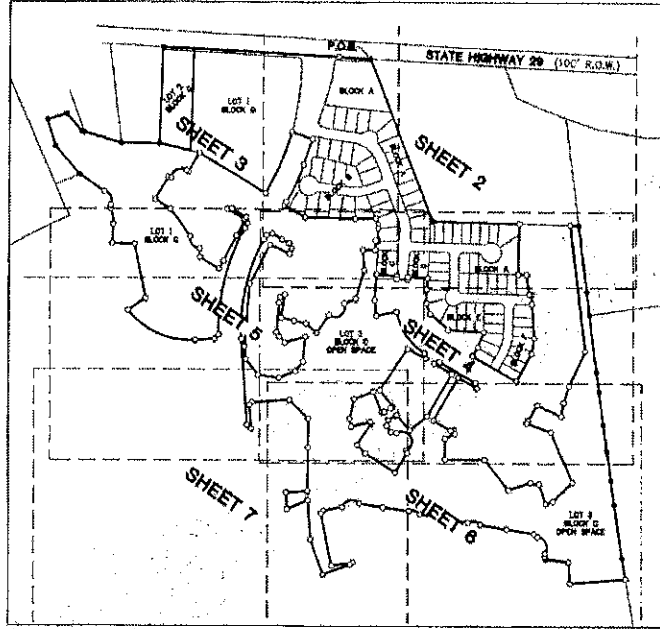 P.O.B.
STATE HIGHWAY 29 (100' R.O.W.)
BLOCK A
LOT 2
BLOCK G
LOT 1
BLOCK G
SHEET 3
SHEET 2
LOT 1
BLOCK G
BLOCK A
SHEET 5
BLOCK E
SHEET 4
LOT 3
BLOCK C
OPEN SPACE
SHEET 7
SHEET 6
LOT 3
BLOCK C
OPEN SPACE